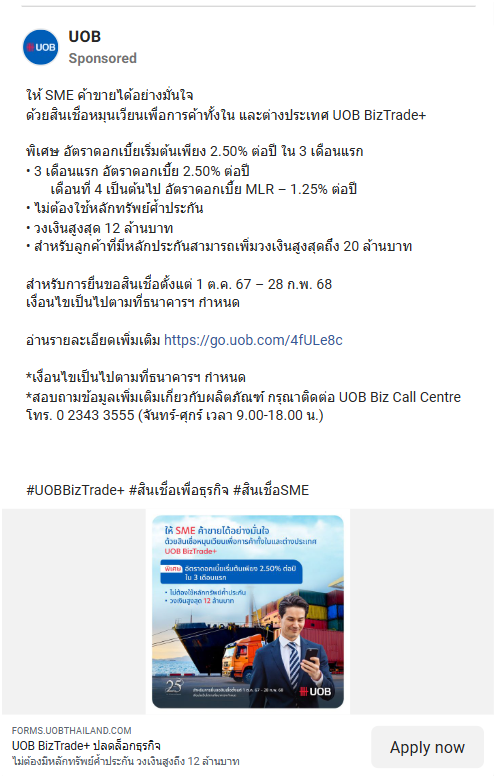 UOB
UOB
Sponsored
ให้ SME ค้าขายได้อย่างมั่นใจ
ด้วยสินเชื่อหมุนเวียนเพื่อการค้าทั้งใน และต่างประเทศ UOB BizTrade+
พิเศษ อัตราดอกเบี้ยเริ่มต้นเพียง 2.50% ต่อปี ใน 3 เดือนแรก
• 3 เดือนแรก อัตราดอกเบี้ย 2.50% ต่อปี
เดือนที่ 4 เป็นต้นไป อัตราดอกเบี้ย MLR – 1.25% ต่อปี
• ไม่ต้องใช้หลักทรัพย์ค้ำประกัน
• วงเงินสูงสุด 12 ล้านบาท
• สำหรับลูกค้าที่มีหลักประกันสามารถเพิ่มวงเงินสูงสุดถึง 20 ล้านบาท
สำหรับการยื่นขอสินเชื่อตั้งแต่ 1 ต.ค. 67 – 28 ก.พ. 68
เงื่อนไขเป็นไปตามที่ธนาคารฯ กำหนด
อ่านรายละเอียดเพิ่มเติม https://go.uob.com/4fULe8c
*เงื่อนไขเป็นไปตามที่ธนาคารฯ กำหนด
*สอบถามข้อมูลเพิ่มเติมเกี่ยวกับผลิตภัณฑ์ กรุณาติดต่อ UOB Biz Call Centre
โทร. 0 2343 3555 (จันทร์-ศุกร์ เวลา 9.00-18.00 น.)
#UOBBizTrade+ #สินเชื่อเพื่อธุรกิจ #สินเชื่อSME
ให้ SME ค้าขายได้อย่างมั่นใจ
ด้วยสินเชื่อหมุนเวียนเพื่อการค้าทั้งในและต่างประเทศ
UOB BizTrade+
พิเศษ อัตราดอกเบี้ยเริ่มต้นเพียง 2.50% ต่อปี
ใน 3 เดือนแรก
• ไม่ต้องใช้หลักทรัพย์ค้ำประกัน
• วงเงินสูงสุด 12 ล้านบาท
25
สำหรับการยื่นขอสินเชื่อตั้งแต่ 1 ต.ค. 67 – 28 ก.พ. 68
UOB
FORMS.UOBTHAILAND.COM
UOB BizTrade+ ปลดล็อกธุรกิจ
ไม่ต้องมีหลักทรัพย์ค้ำประกัน วงเงินสูงถึง 12 ล้านบาท
Apply now